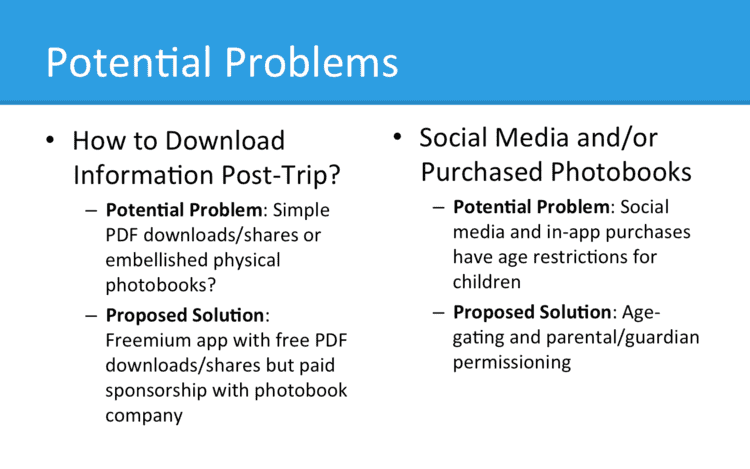 Potential Problems
• How to Download
Information Post-Trip?
– Potential Problem: Simple
PDF downloads/shares or
embellished physical
photobooks?
– Proposed Solution:
Freemium app with free PDF
downloads/shares but paid
sponsorship with photobook
company
• Social Media and/or
Purchased Photobooks
– Potential Problem: Social
media and in-app purchases
have age restrictions for
children
– Proposed Solution: Age-
gating and parental/guardian
permissioning